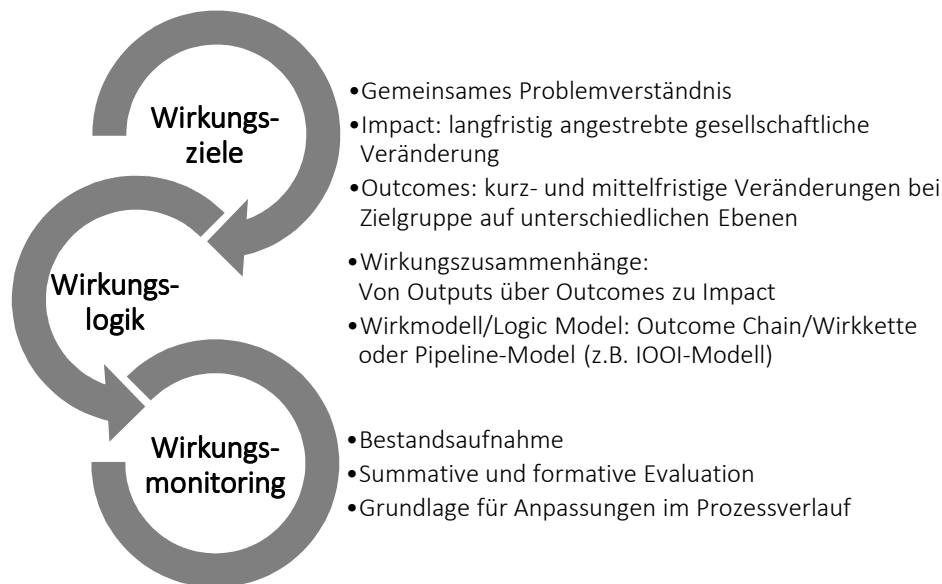 Wirkungs-
ziele
•Gemeinsames Problemverständnis
•Impact: langfristig angestrebte gesellschaftliche
Veränderung
•Outcomes: kurz- und mittelfristige Veränderungen bei
Zielgruppe auf unterschiedlichen Ebenen
Wirkungs-
logik
•Wirkungszusammenhänge:
Von Outputs über Outcomes zu Impact
•Wirkmodell/Logic Model: Outcome Chain/Wirkkette
oder Pipeline-Model (z.B. IOOI-Modell)
Wirkungs-
monitoring
•Bestandsaufnahme
•Summative und formative Evaluation
•Grundlage für Anpassungen im Prozessverlauf